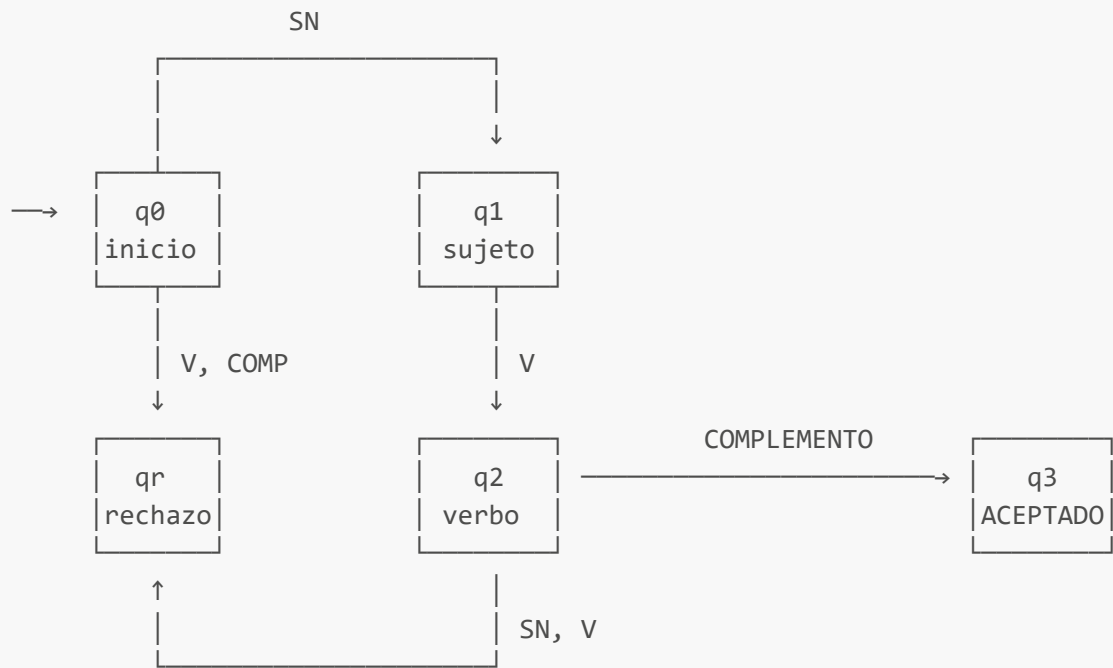 SN
q0 q1
inicio sujeto
V, COMP V
COMPLEMENTO
qr q2 q3
rechazo verbo ACEPTADO
SN, V